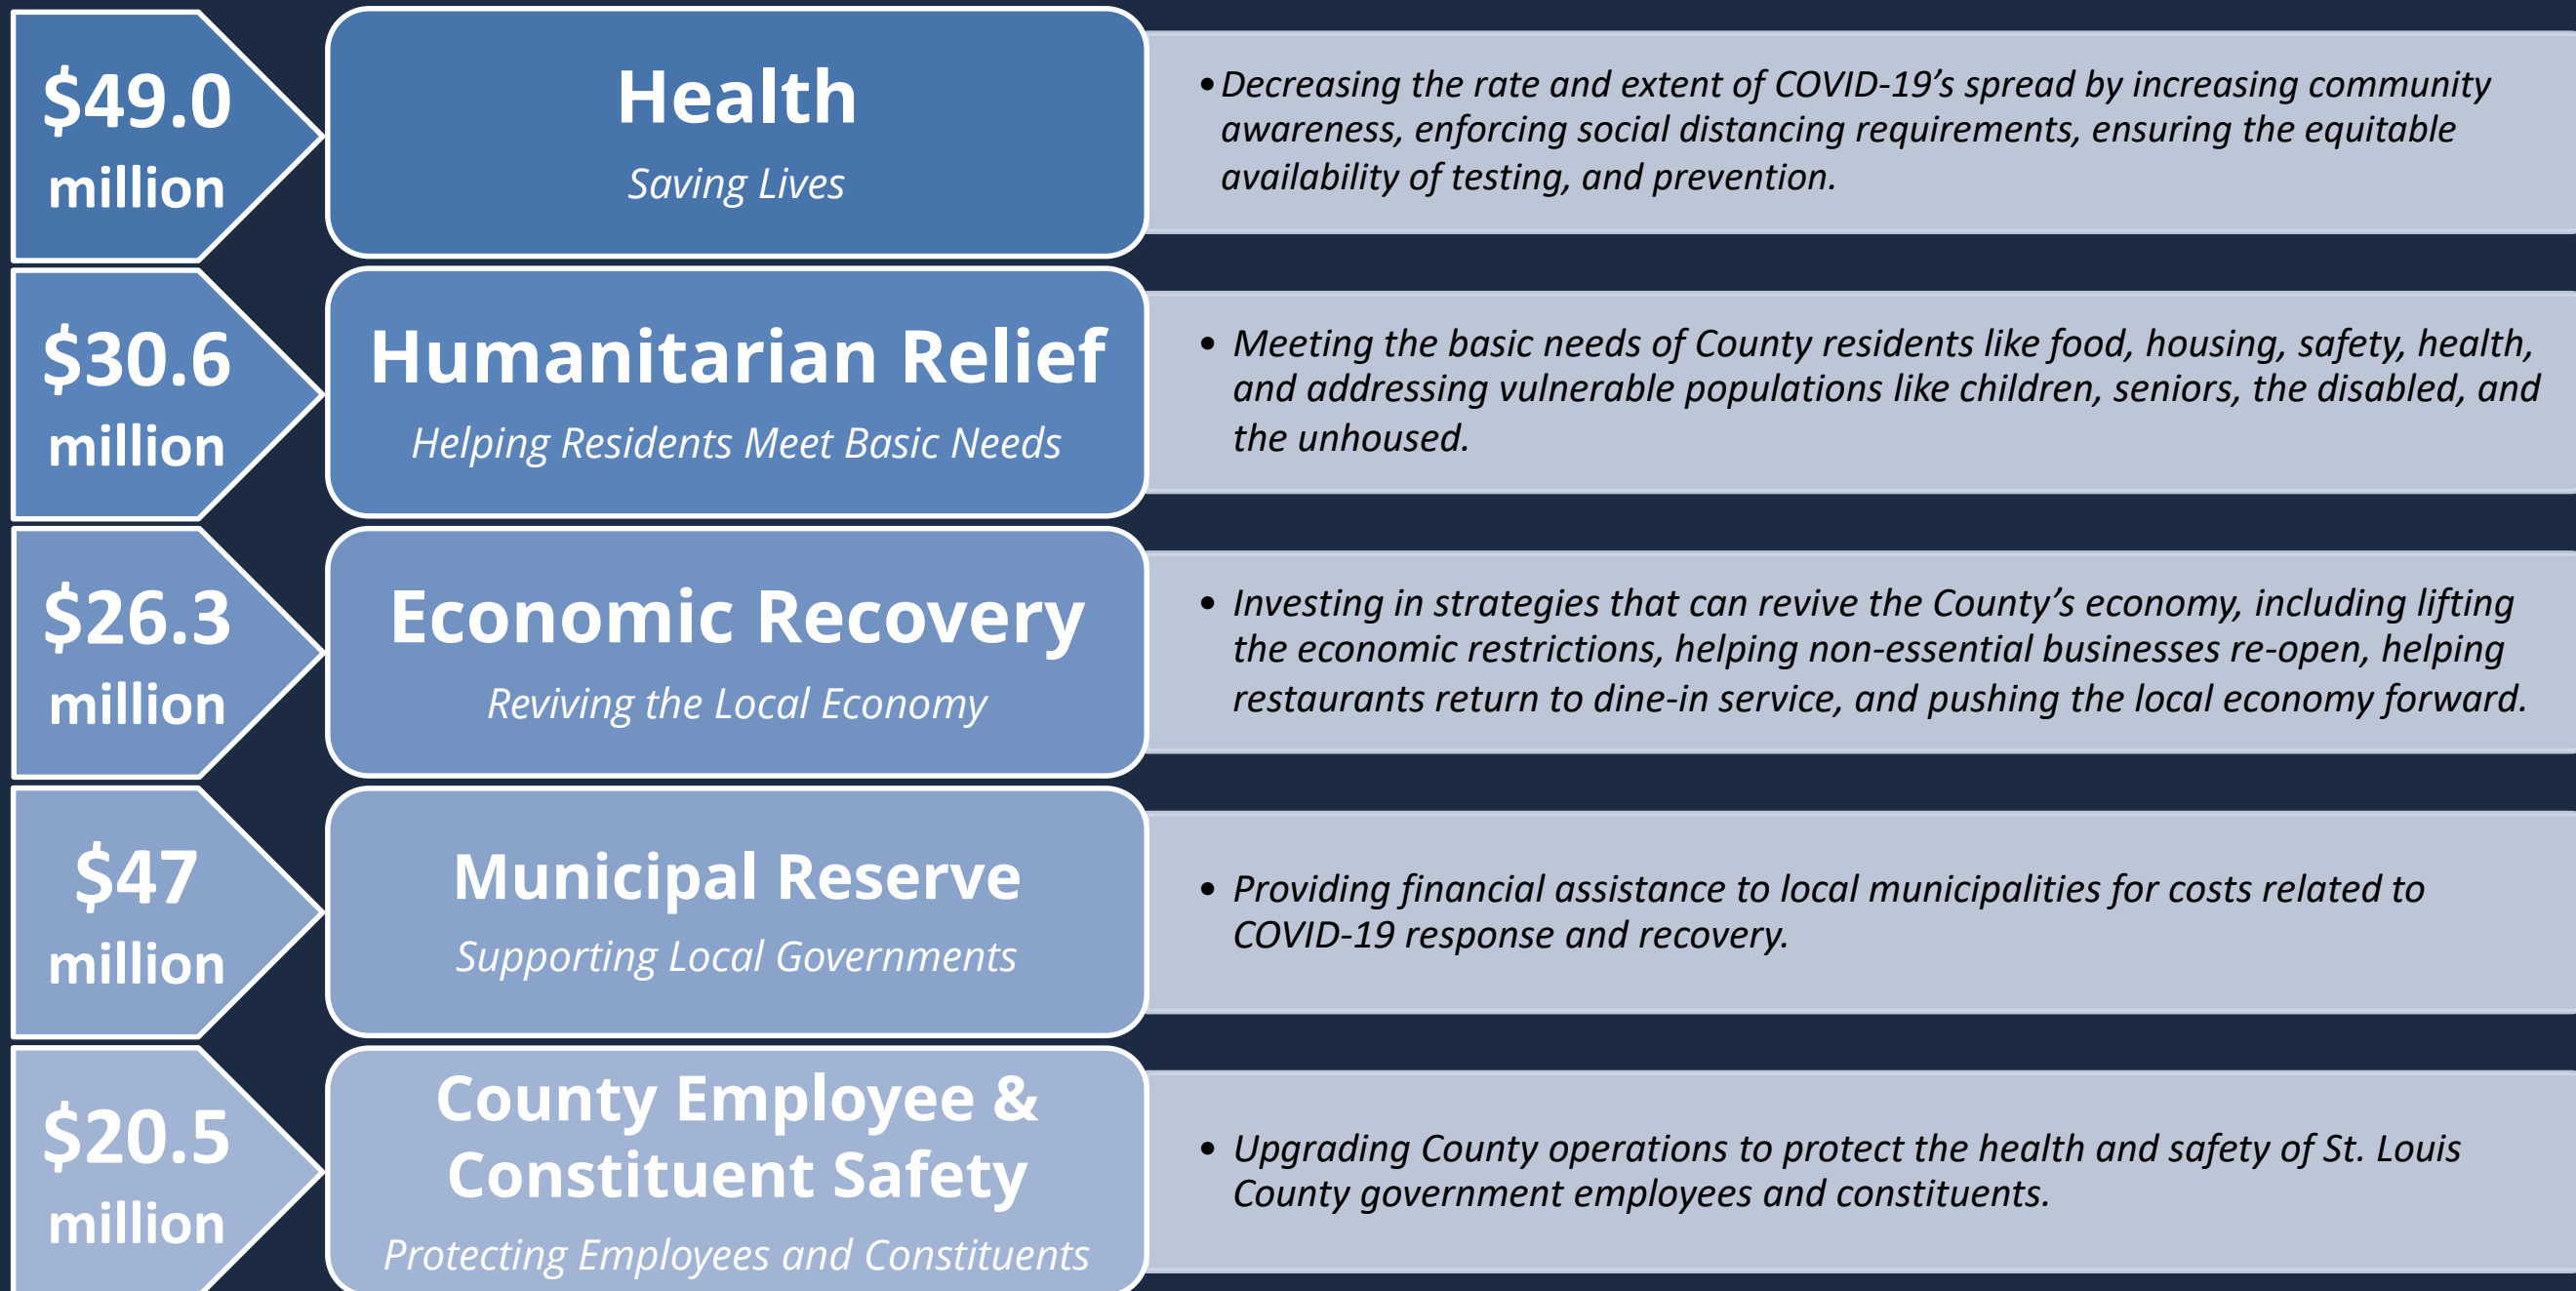 $49.0
million
Health
Saving Lives
•Decreasing the rate and extent of COVID-19’s spread by increasing community
awareness, enforcing social distancing requirements, ensuring the equitable
availability of testing, and prevention.
$30.6
million
Humanitarian Relief
Helping Residents Meet Basic Needs
• Meeting the basic needs of County residents like food, housing, safety, health,
and addressing vulnerable populations like children, seniors, the disabled, and
the unhoused.
$26.3
million
Economic Recovery
Reviving the Local Economy
• Investing in strategies that can revive the County’s economy, including lifting
the economic restrictions, helping non-essential businesses re-open, helping
restaurants return to dine-in service, and pushing the local economy forward.
$47
million
Municipal Reserve
Supporting Local Governments
• Providing financial assistance to local municipalities for costs related to
COVID-19 response and recovery.
$20.5
million
County Employee &
Constituent Safety
Protecting Employees and Constituents
• Upgrading County operations to protect the health and safety of St. Louis
County government employees and constituents.